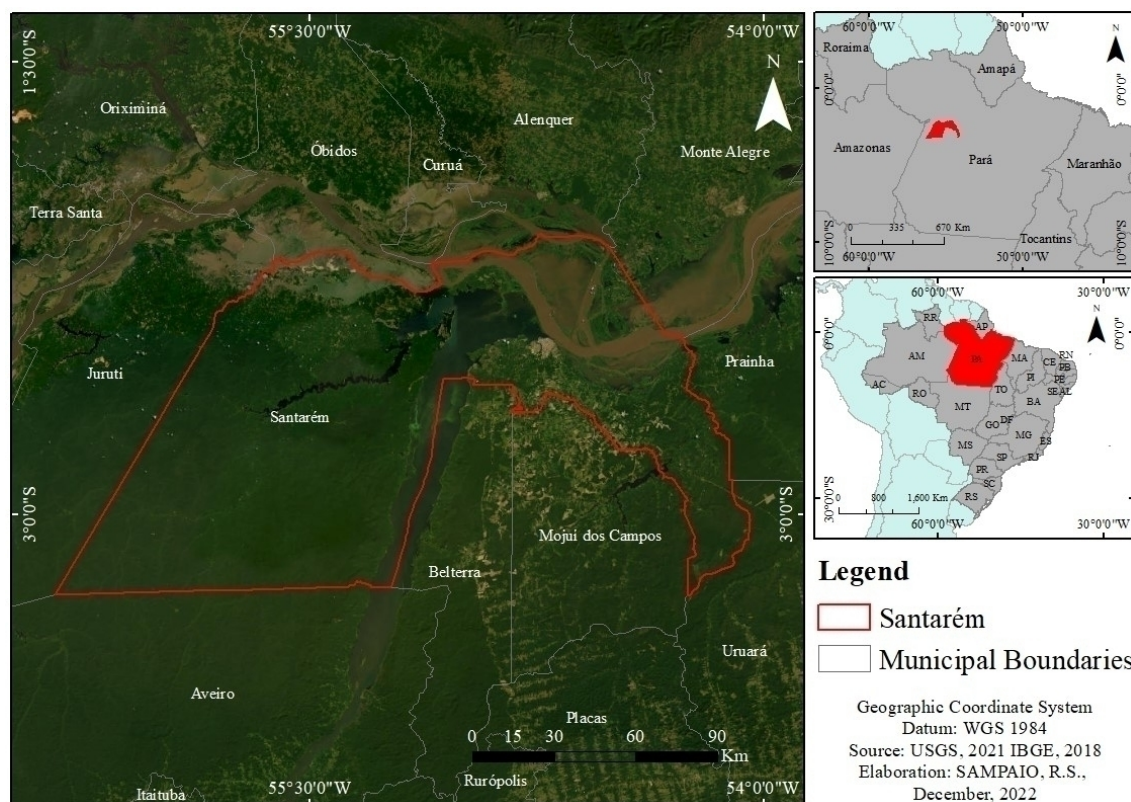 55°30'0"W
54°0'0"W
1°30'0"S
1°30'0"S
N
Oriximiná
Óbidos
Alenquer
Curuá
Monte Alegre
Terra Santa
Juruti
Santarém
Prainha
3°0'0"S
3°0'0"S
Mojui dos Campos
Belterra
Uruará
Aveiro
Placas
0 15 30 60 90
Km
Rurópolis
Itaituba
55°30'0"W
54°0'0"W
60°0'0"W
50°0'0"W
N
Roraima
Amapá
0°0'0"
0°0'0"
Amazonas
Pará
Maranhão
0 335 670 Km
Tocantins
10°0'0"S
10°0'0"S
60°0'0"W
50°0'0"W
60°0'0"W
30°0'0"W
N
0°0'0"
0°0'0"
RR
AP
AM
PA
MA
CE
RN
PB
PE
AL
SE
PI
AC
RO
TO
BA
MT
DF
GO
MG
ES
MS
SP
RJ
PR
SC
RS
0 800 1,600 Km
30°0'0"S
30°0'0"S
60°0'0"W
30°0'0"W
Legend
Santarém
Municipal Boundaries
Geographic Coordinate System
Datum: WGS 1984
Source: USGS, 2021 IBGE, 2018
Elaboration: SAMPAIO, R.S.,
December, 2022